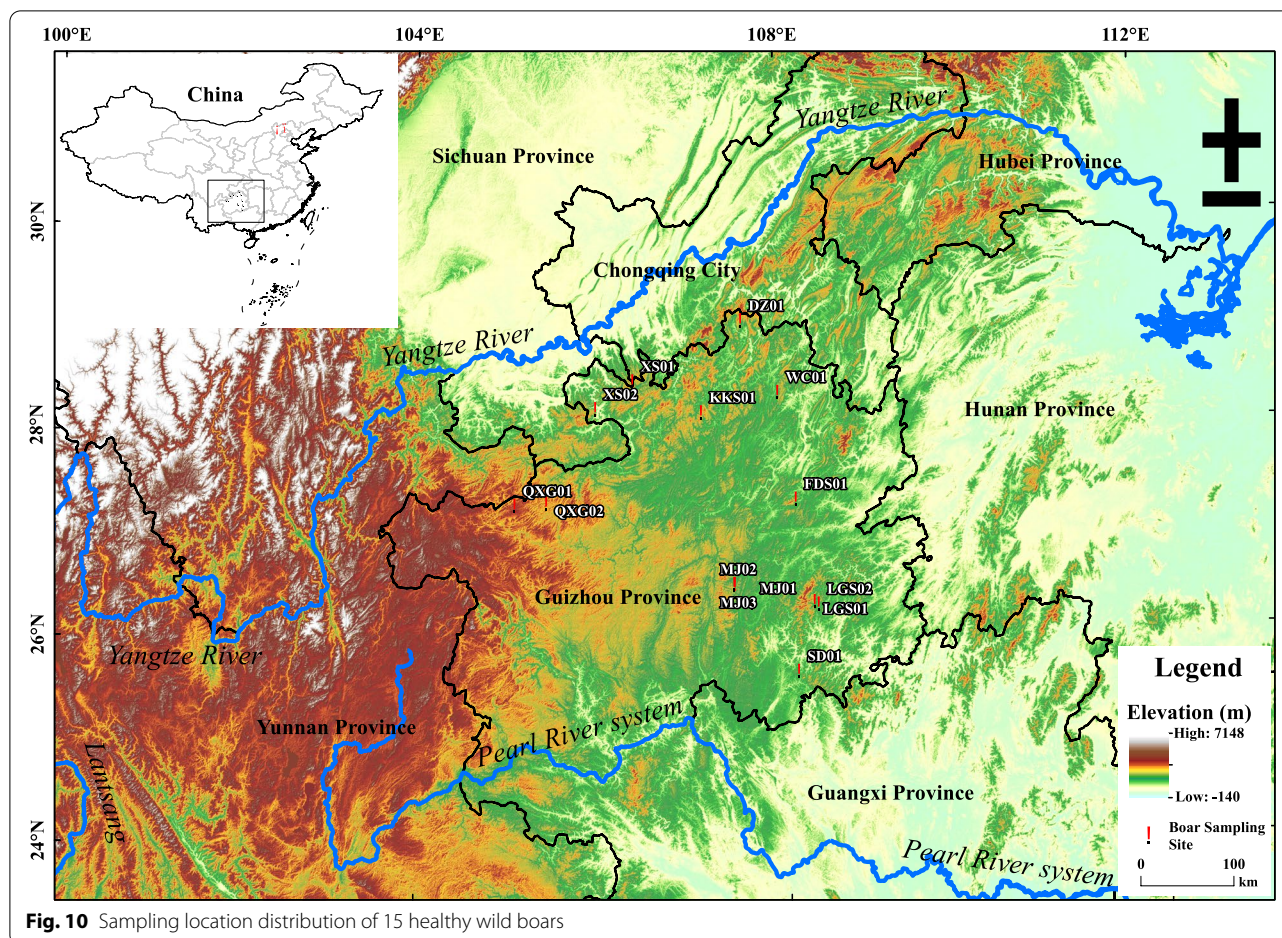 100°E 104°E 108°E 112°E
China
Yangtze River
Sichuan Province
Hubei Province
30°N
Chongqing City
DZ01
Yangtze River
XS01
WC01
XS02
KKS01
Hunan Province
28°N
QXG01
FDS01
QXG02
MJ02
MJ01
LGS02
Guizhou Province
MJ03
LGS01
26°N
SD01
Yangtze River
Legend
Elevation (m)
Pearl River system
Yunnan Province
High: 7148
Lantsang
Guangxi Province
Low: -140
Boar Sampling
Site
24°N
Pearl River system
0 100
km
Fig. 10 Sampling location distribution of 15 healthy wild boars